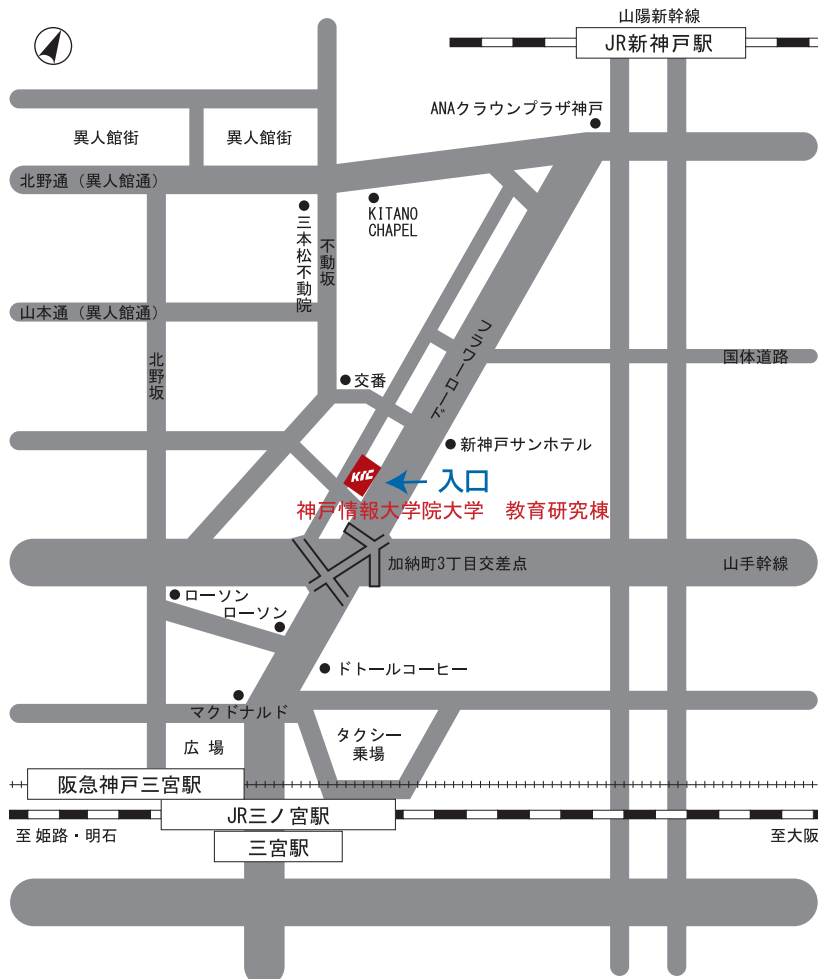 山陽新幹線
JR新神戸駅
ANAクラウンプラザ神戸
異人館街
異人館街
北野通（異人館通）
KITANO
CHAPEL
三本松不動院
不動坂
山本通（異人館通）
フラワーロード
北野坂
国体道路
交番
新神戸サンホテル
KIC
入口
神戸情報大学院大学　教育研究棟
加納町3丁目交差点
山手幹線
ローソン
ローソン
ドトールコーヒー
マクドナルド
広 場
タクシー
乗場
阪急神戸三宮駅
JR三ノ宮駅
至 姫路・明石
至大阪
三宮駅